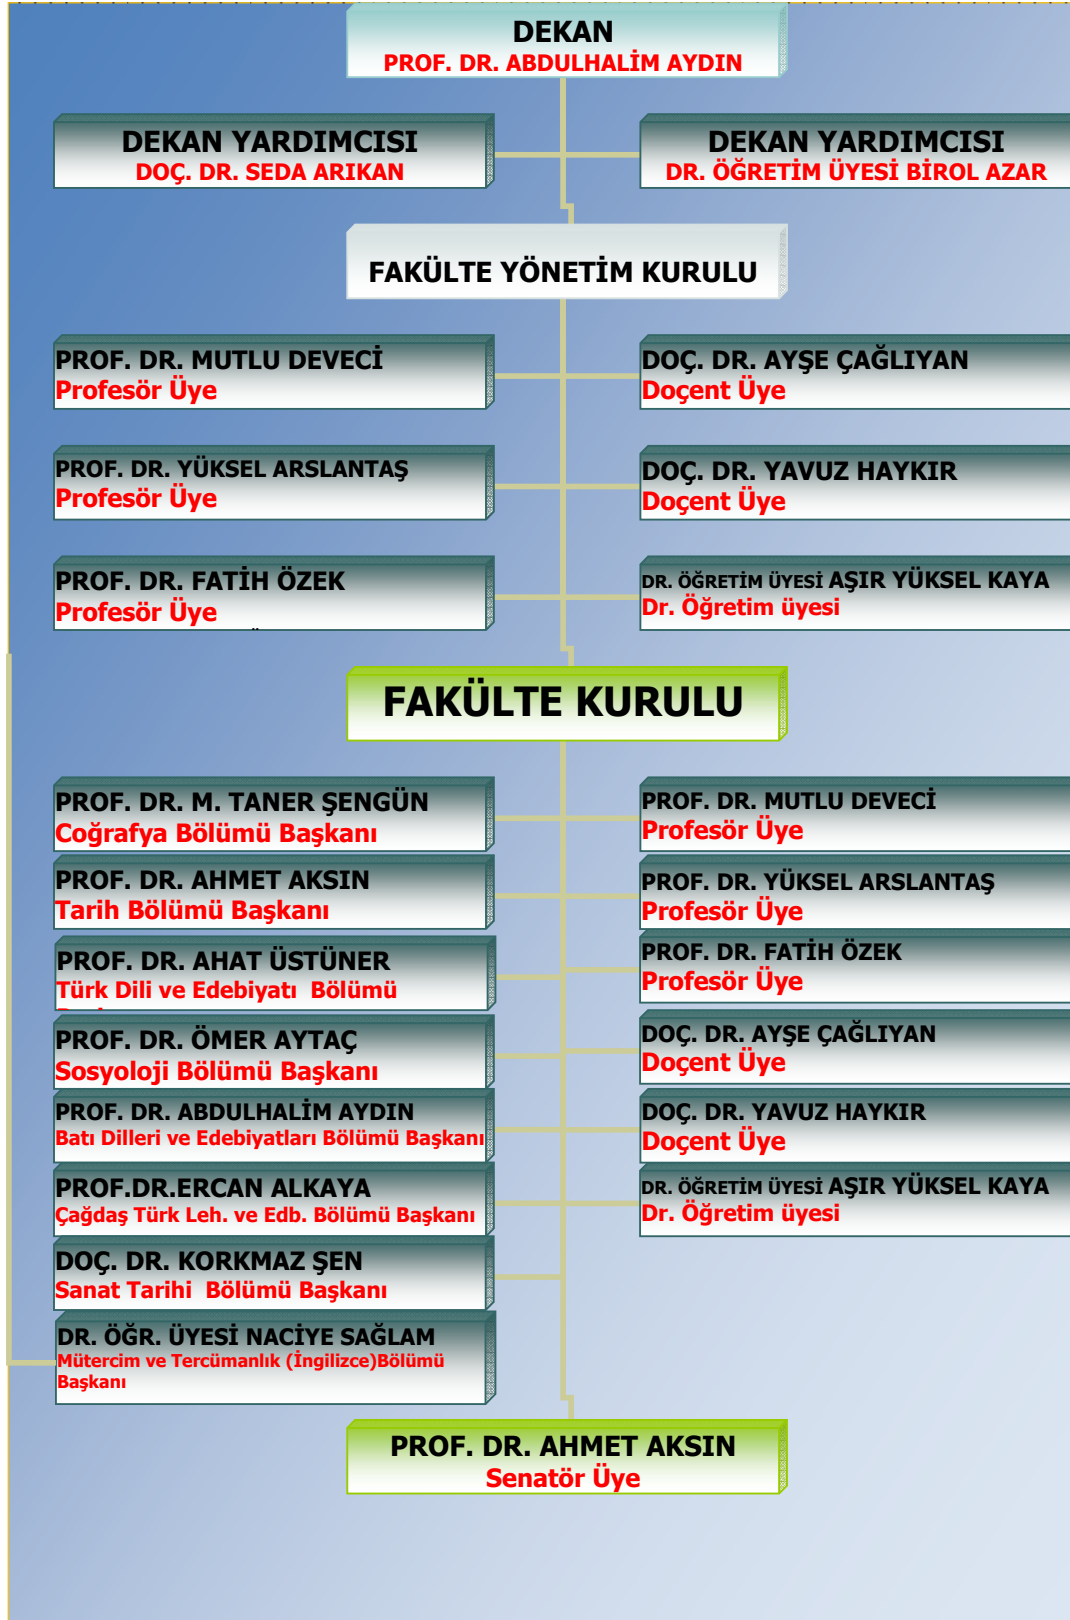 DEKAN
PROF. DR. ABDULHALİM AYDIN
DEKAN YARDIMCISI
DOÇ. DR. SEDA ARIKAN
DEKAN YARDIMCISI
DR. ÖĞRETİM ÜYESİ BİROL AZAR
FAKÜLTE YÖNETİM KURULU
PROF. DR. MUTLU DEVECİ
Profesör Üye
DOÇ. DR. AYŞE ÇAĞLIYAN
Doçent Üye
PROF. DR. YÜKSEL ARSLANTAŞ
Profesör Üye
DOÇ. DR. YAVUZ HAYKIR
Doçent Üye
PROF. DR. FATİH ÖZEK
Profesör Üye
DR. ÖĞRETİM ÜYESİ AŞIR YÜKSEL KAYA
Dr. Öğretim üyesi
FAKÜLTE KURULU
PROF. DR. M. TANER ŞENGÜN
Coğrafya Bölümü Başkanı
PROF. DR. MUTLU DEVECİ
Profesör Üye
PROF. DR. AHMET AKSIN
Tarih Bölümü Başkanı
PROF. DR. YÜKSEL ARSLANTAŞ
Profesör Üye
PROF. DR. AHAT ÜSTÜNER
Türk Dili ve Edebiyatı  Bölümü
PROF. DR. FATİH ÖZEK
Profesör Üye
PROF. DR. ÖMER AYTAÇ
Sosyoloji Bölümü Başkanı
DOÇ. DR. AYŞE ÇAĞLIYAN
Doçent Üye
PROF. DR. ABDULHALİM AYDIN
Batı Dilleri ve Edebiyatları Bölümü Başkanı
DOÇ. DR. YAVUZ HAYKIR
Doçent Üye
PROF.DR.ERCAN ALKAYA
Çağdaş Türk Leh. ve Edb. Bölümü Başkanı
DR. ÖĞRETİM ÜYESİ AŞIR YÜKSEL KAYA
Dr. Öğretim üyesi
DOÇ. DR. KORKMAZ ŞEN
Sanat Tarihi  Bölümü Başkanı
DR. ÖĞR. ÜYESİ NACİYE SAĞLAM
Mütercim ve Tercümanlık (İngilizce)Bölümü
Başkanı
PROF. DR. AHMET AKSIN
Senatör Üye